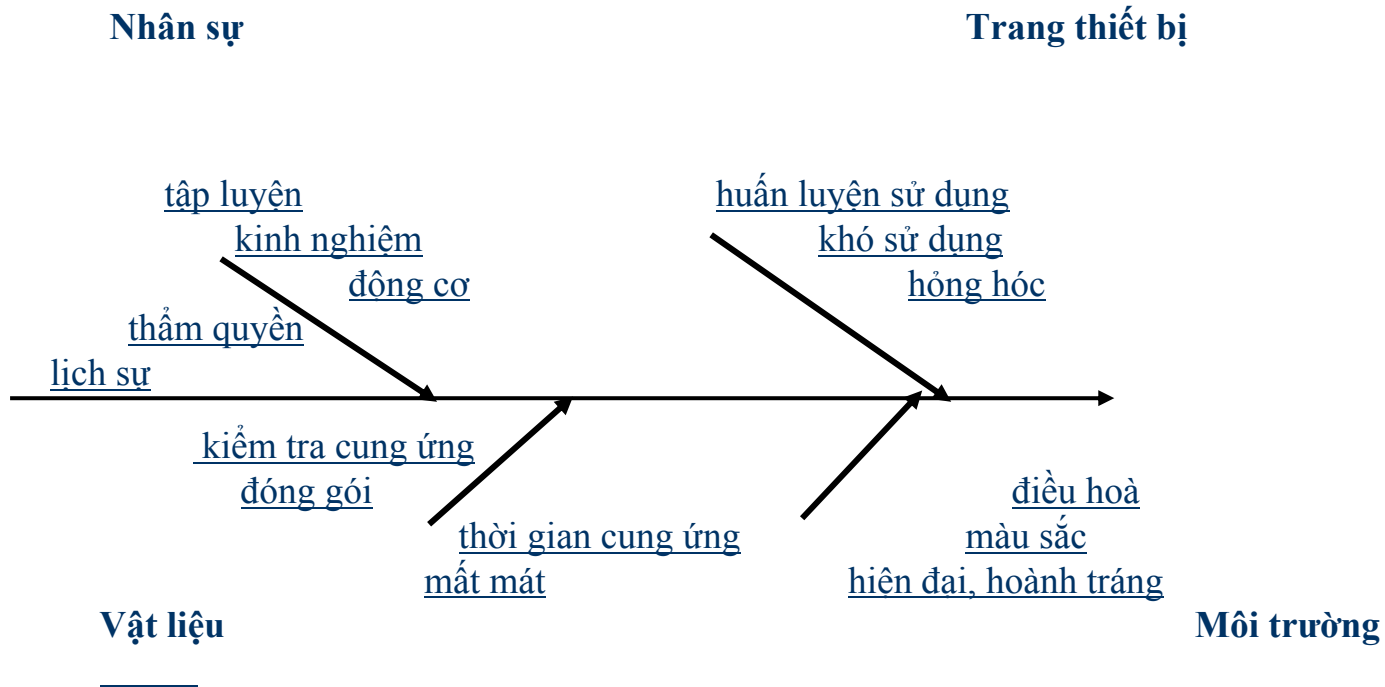 Nhân sự
Trang thiết bị
tập luyện
huấn luyện sử dụng
kinh nghiệm
khó sử dụng
động cơ
hỏng hóc
thẩm quyền
lịch sự
kiểm tra cung ứng
đóng gói
điều hoà
thời gian cung ứng
màu sắc
mất mát
hiện đại, hoành tráng
Vật liệu
Môi trường